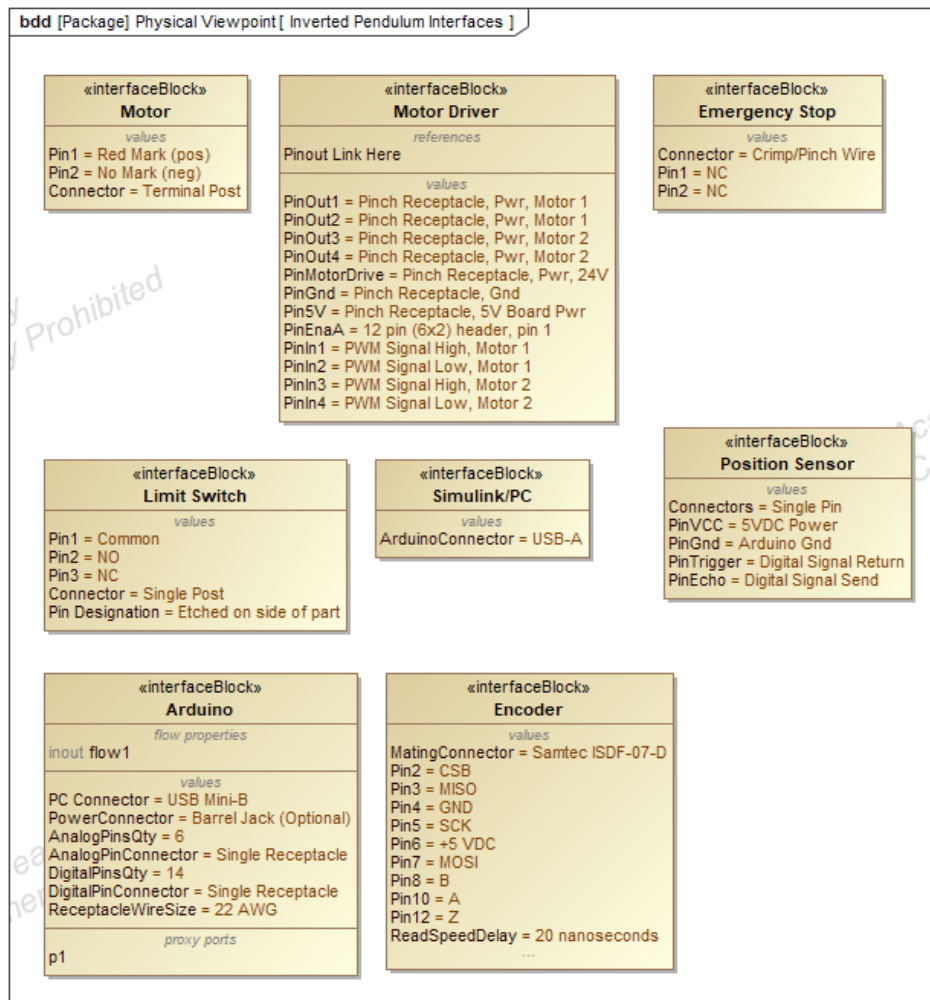 bdd [Package] Physical Viewpoint [ Inverted Pendulum Interfaces ]
«interfaceBlock»
Motor
values
Pin1 = Red Mark (pos)
Pin2 = No Mark (neg)
Connector = Terminal Post
«interfaceBlock»
Motor Driver
references
Pinout Link Here
values
PinOut1 = Pinch Receptacle, Pwr, Motor 1
PinOut2 = Pinch Receptacle, Pwr, Motor 1
PinOut3 = Pinch Receptacle, Pwr, Motor 2
PinOut4 = Pinch Receptacle, Pwr, Motor 2
PinMotorDrive = Pinch Receptacle, Pwr, 24V
PinGnd = Pinch Receptacle, Gnd
Pin5V = Pinch Receptacle, 5V Board Pwr
PinEnaA = 12 pin (6x2) header, pin 1
PinIn1 = PWM Signal High, Motor 1
PinIn2 = PWM Signal Low, Motor 1
PinIn3 = PWM Signal High, Motor 2
PinIn4 = PWM Signal Low, Motor 2
«interfaceBlock»
Emergency Stop
values
Connector = Crimp/Pinch Wire
Pin1 = NC
Pin2 = NC
Prohibited
«interfaceBlock»
Limit Switch
values
Pin1 = Common
Pin2 = NO
Pin3 = NC
Connector = Single Post
Pin Designation = Etched on side of part
«interfaceBlock»
Simulink/PC
values
ArduinoConnector = USB-A
«interfaceBlock»
Position Sensor
values
Connectors = Single Pin
PinVCC = 5VDC Power
PinGnd = Arduino Gnd
PinTrigger = Digital Signal Return
PinEcho = Digital Signal Send
«interfaceBlock»
Arduino
flow properties
inout flow1
values
PC Connector = USB Mini-B
PowerConnector = Barrel Jack (Optional)
AnalogPinsQty = 6
AnalogPinConnector = Single Receptacle
DigitalPinsQty = 14
DigitalPinConnector = Single Receptacle
ReceptacleWireSize = 22 AWG
proxy ports
p1
«interfaceBlock»
Encoder
values
MatingConnector = Samtec ISDF-07-D
Pin2 = CSB
Pin3 = MISO
Pin4 = GND
Pin5 = SCK
Pin6 = +5 VDC
Pin7 = MOSI
Pin8 = B
Pin10 = A
Pin12 = Z
ReadSpeedDelay = 20 nanoseconds
...